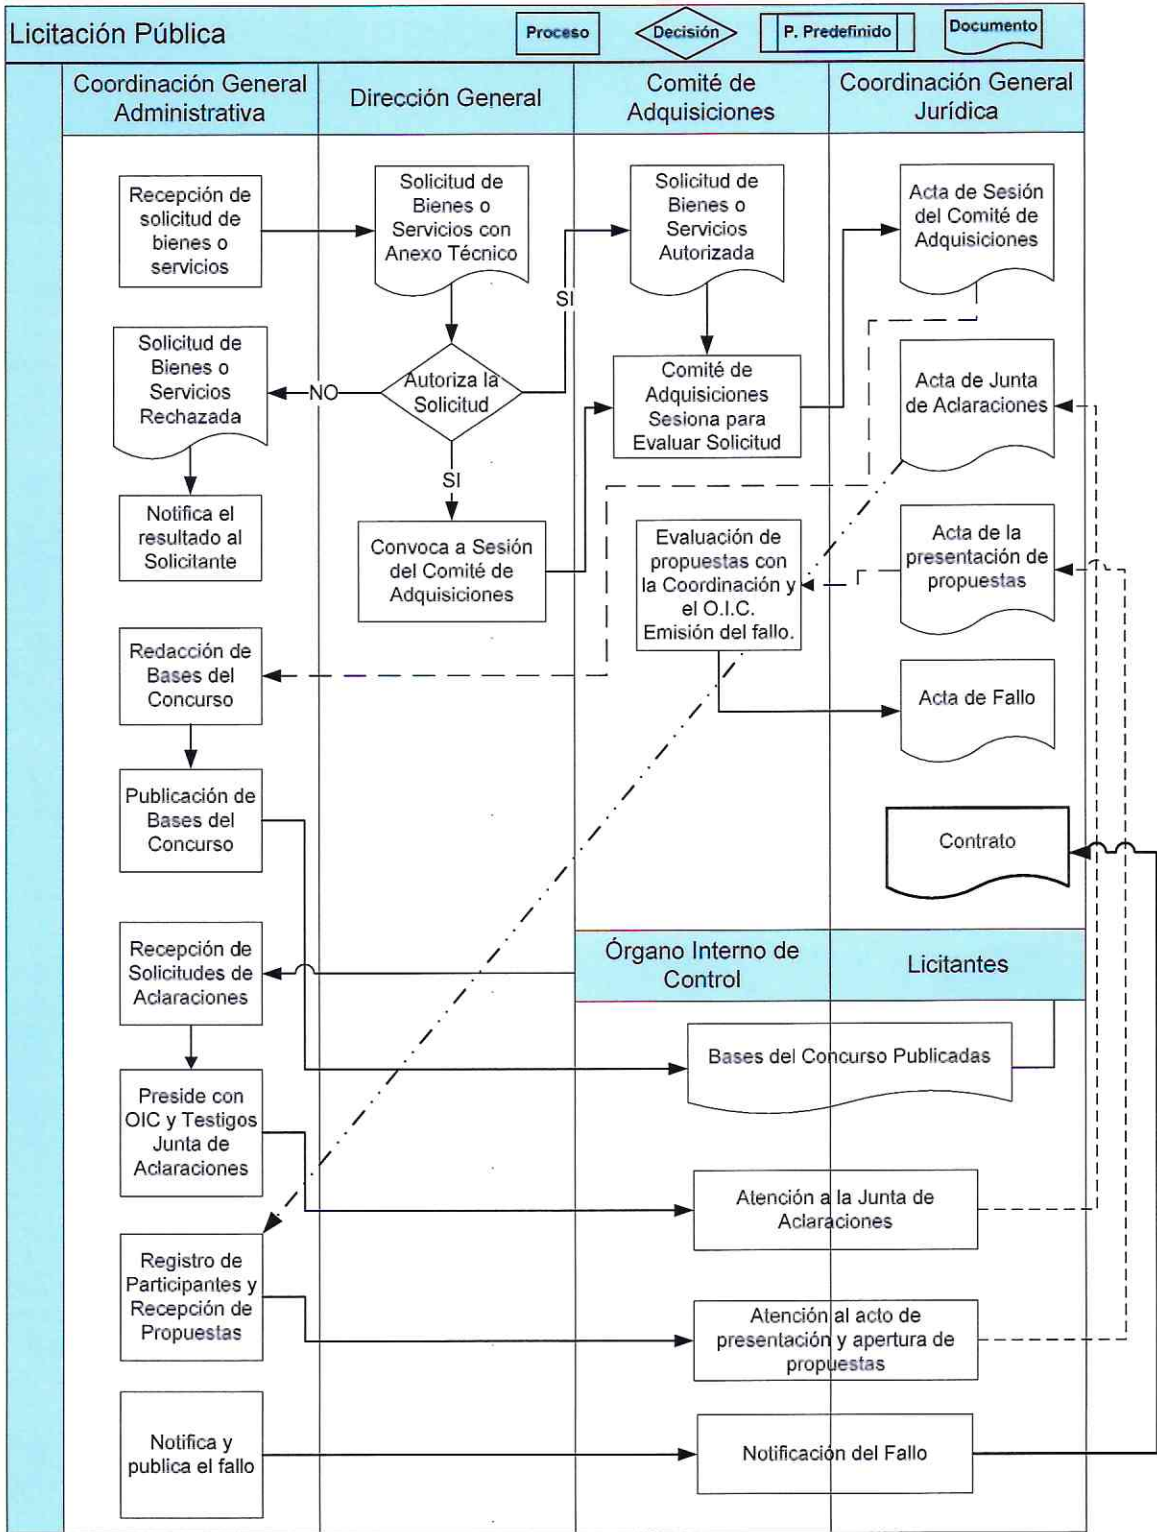 Licitación Pública
Proceso
Decisión
P. Predefinido
Documento
Coordinación General
Administrativa
Dirección General
Comité de
Adquisiciones
Coordinación General
Jurídica
Recepción de
solicitud de
bienes o
servicios
Solicitud de
Bienes o
Servicios con
Anexo Técnico
Solicitud de
Bienes o
Servicios
Autorizada
Acta de Sesión
del Comité de
Adquisiciones
SI
Solicitud de
Bienes o
Servicios
Rechazada
NO
Autoriza la
Solicitud
Comité de
Adquisiciones
Sesiona para
Evaluar Solicitud
Acta de Junta
de Aclaraciones
SI
Notifica el
resultado al
Solicitante
Convoca a Sesión
del Comité de
Adquisiciones
Evaluación de
propuestas con
la Coordinación y
el O.I.C.
Emisión del fallo.
Acta de la
presentación de
propuestas
Redacción de
Bases del
Concurso
Acta de Fallo
Publicación de
Bases del
Concurso
Contrato
Recepción de
Solicitudes de
Aclaraciones
Órgano Interno de
Control
Licitantes
Bases del Concurso Publicadas
Preside con
OIC y Testigos
Junta de
Aclaraciones
Atención a la Junta de
Aclaraciones
Registro de
Participantes y
Recepción de
Propuestas
Atención al acto de
presentación y apertura de
propuestas
Notifica y
publica el fallo
Notificación del Fallo